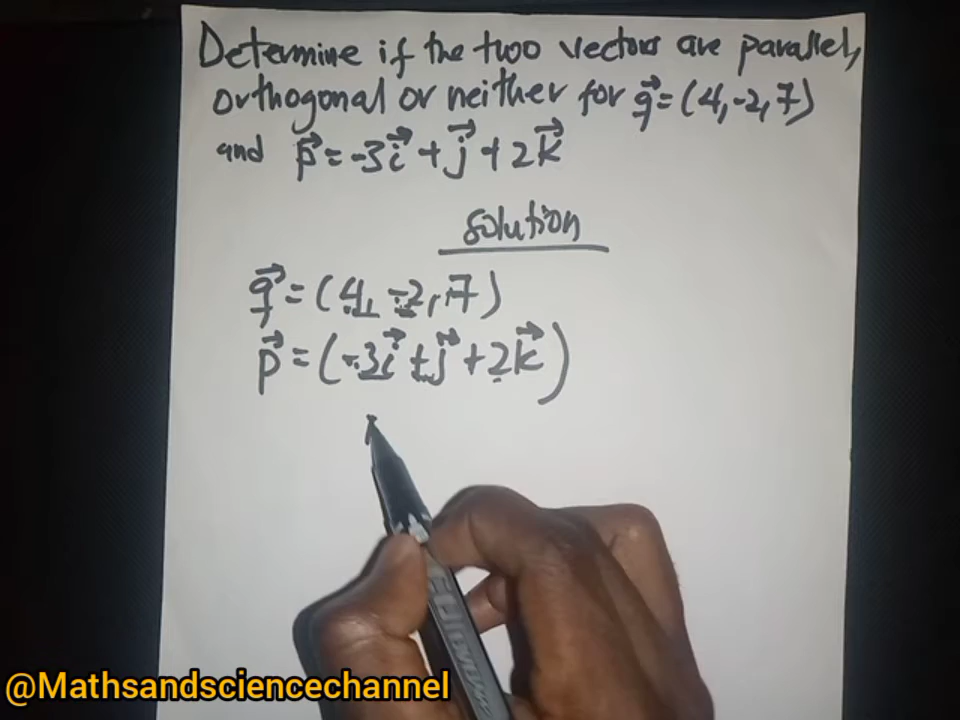 Determine if the two vectors are parallel,
orthogonal or neither for q⃗ = (4, -2, 7)
and p⃗ = -3i⃗ + j⃗ + 2k⃗
solution
q⃗ = (4, -2, 7)
p⃗ = (-3i⃗ + j⃗ + 2k⃗)
@Mathsandsciencechannel